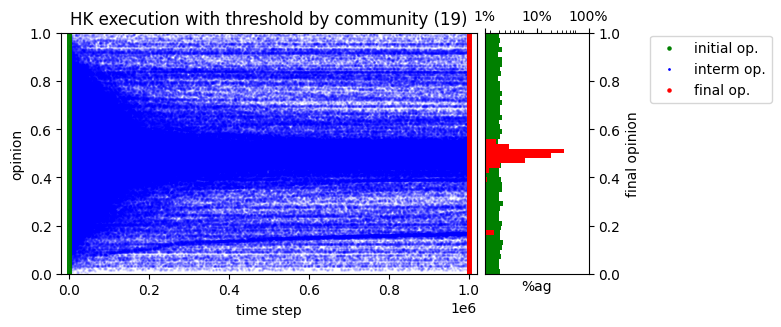 HK execution with threshold by community (19)
1% 10% 100%
initial op.
interm op.
final op.
1.0
0.8
0.6
0.4
0.2
0.0
opinion
1.0
0.8
0.6
0.4
0.2
0.0
final opinion
0.0 0.2 0.4 0.6 0.8 1.0
1e6
time step
%ag